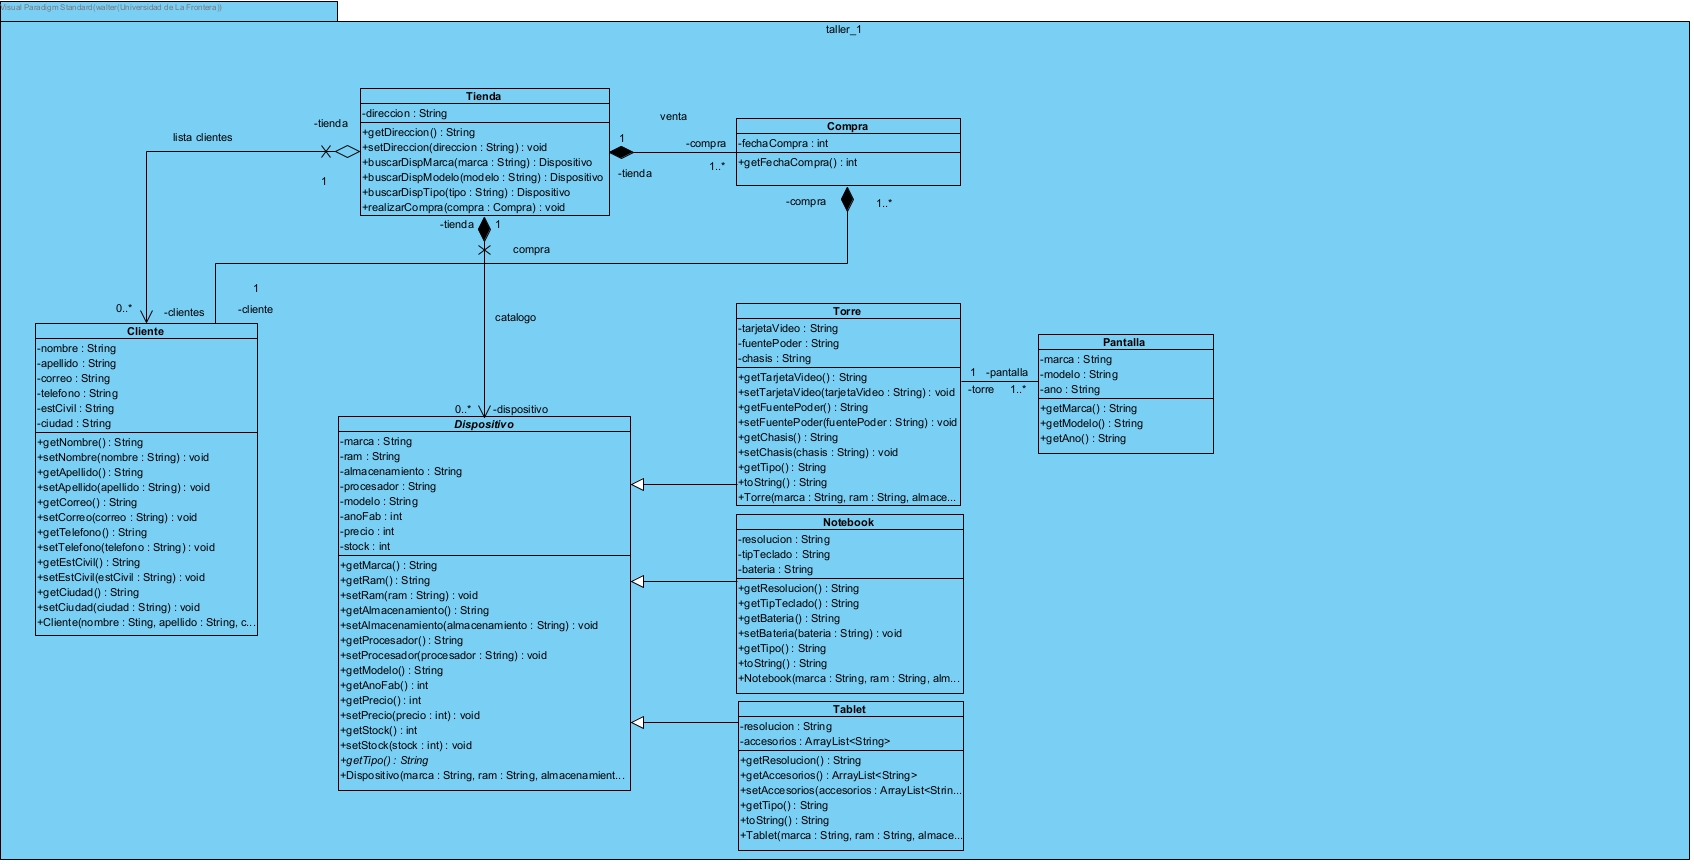 Visual Paradigm Standard(walter(Universidad de La Frontera))
taller_1
Tienda
-direccion : String
+getDireccion() : String
+setDireccion(direccion : String) : void
+buscarDispMarca(marca : String) : Dispositivo
+buscarDispModelo(modelo : String) : Dispositivo
+buscarDispTipo(tipo : String) : Dispositivo
+realizarCompra(compra : Compra) : void
-tienda
lista clientes
1
venta
1
-compra
-tienda
1..*
Compra
-fechaCompra : int
+getFechaCompra() : int
-compra
1..*
-tienda
1
compra
1
-cliente
0..*
-clientes
catalogo
0..*
-dispositivo
Cliente
-nombre : String
-apellido : String
-correo : String
-telefono : String
-estCivil : String
-ciudad : String
+getNombre() : String
+setNombre(nombre : String) : void
+getApellido() : String
+setApellido(apellido : String) : void
+getCorreo() : String
+setCorreo(correo : String) : void
+getTelefono() : String
+setTelefono(telefono : String) : void
+getEstCivil() : String
+setEstCivil(estCivil : String) : void
+getCiudad() : String
+setCiudad(ciudad : String) : void
+Cliente(nombre : Sting, apellido : String, c...
Dispositivo
-marca : String
-ram : String
-almacenamiento : String
-procesador : String
-modelo : String
-anoFab : int
-precio : int
-stock : int
+getMarca() : String
+getRam() : String
+setRam(ram : String) : void
+getAlmacenamiento() : String
+setAlmacenamiento(almacenamiento : String) : void
+getProcesador() : String
+setProcesador(procesador : String) : void
+getModelo() : String
+getAnoFab() : int
+getPrecio() : int
+setPrecio(precio : int) : void
+getStock() : int
+setStock(stock : int) : void
+getTipo() : String
+Dispositivo(marca : String, ram : String, almacenamient...
Torre
-tarjetaVideo : String
-fuentePoder : String
-chasis : String
+getTarjetaVideo() : String
+setTarjetaVideo(tarjetaVideo : String) : void
+getFuentePoder() : String
+setFuentePoder(fuentePoder : String) : void
+getChasis() : String
+setChasis(chasis : String) : void
+getTipo() : String
+toString() : String
+Torre(marca : String, ram : String, almace...
1
-pantalla
-torre
1..*
Pantalla
-marca : String
-modelo : String
-ano : String
+getMarca() : String
+getModelo() : String
+getAno() : String
Notebook
-resolucion : String
-tipTeclado : String
-bateria : String
+getResolucion() : String
+getTipTeclado() : String
+getBateria() : String
+setBateria(bateria : String) : void
+getTipo() : String
+toString() : String
+Notebook(marca : String, ram : String, alm...
Tablet
-resolucion : String
-accesorios : ArrayList<String>
+getResolucion() : String
+getAccesorios() : ArrayList<String>
+setAccesorios(accesorios : ArrayList<Strin...
+getTipo() : String
+toString() : String
+Tablet(marca : String, ram : String, almace...